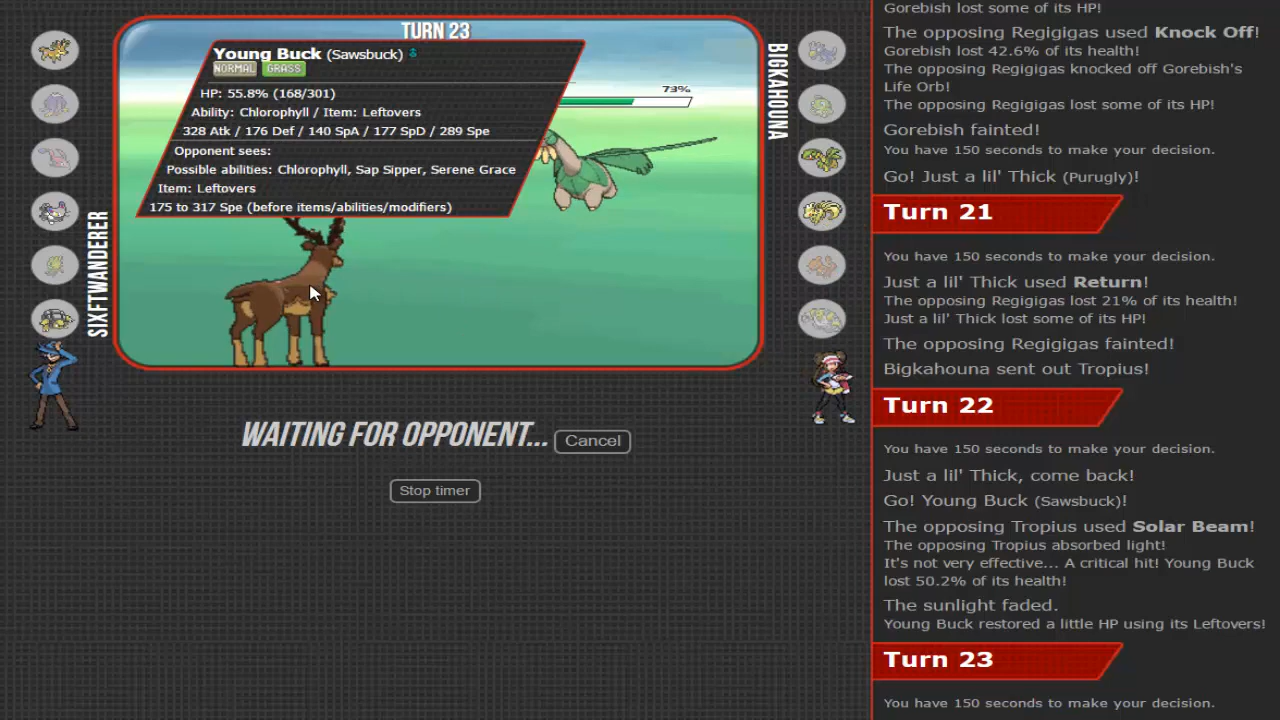 TURN 23
Young Buck (Sawsbuck)
NORMAL GRASS
HP: 55.8% (168/301)
Ability: Chlorophyll / Item: Leftovers
328 Atk / 176 Def / 140 SpA / 177 SpD / 289 Spe
Opponent sees:
Possible abilities: Chlorophyll, Sap Sipper, Serene Grace
Item: Leftovers
175 to 317 Spe (before items/abilities/modifiers)
73%
SIXFTWANDERER
BIGKAHOUNA
WAITING FOR OPPONENT... Cancel
Stop timer
Gorebish lost some of its HP!
The opposing Regigigas used Knock Off!
Gorebish lost 42.6% of its health!
The opposing Regigigas knocked off Gorebish's
Life Orb!
The opposing Regigigas lost some of its HP!
Gorebish fainted!
You have 150 seconds to make your decision.
Go! Just a lil' Thick (Purugly)!
Turn 21
You have 150 seconds to make your decision.
Just a lil' Thick used Return!
The opposing Regigigas lost 21% of its health!
Just a lil' Thick lost some of its HP!
The opposing Regigigas fainted!
Bigkahouna sent out Tropius!
Turn 22
You have 150 seconds to make your decision.
Just a lil' Thick, come back!
Go! Young Buck (Sawsbuck)!
The opposing Tropius used Solar Beam!
The opposing Tropius absorbed light!
It's not very effective... A critical hit! Young Buck
lost 50.2% of its health!
The sunlight faded.
Young Buck restored a little HP using its Leftovers!
Turn 23
You have 150 seconds to make your decision.